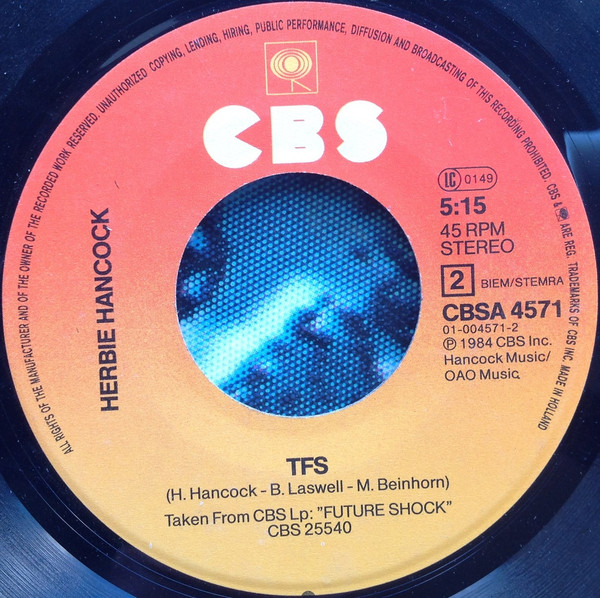 ALL RIGHTS OF THE MANUFACTURER AND OF THE OWNER OF THE RECORDED WORK RESERVED. UNAUTHORIZED COPYING, LENDING, HIRING, PUBLIC PERFORMANCE, DIFFUSION AND BROADCASTING OF THIS RECORDING PROHIBITED. CBS & ARE REG. TRADEMARKS OF CBS INC. MADE IN HOLLAND
CBS
HERBIE HANCOCK
LC 0149
5:15
45 RPM
STEREO
2 BIEM/STEMRA
CBSA 4571
01-004571-2
Ⓟ 1984 CBS Inc.
Hancock Music/
OAO Music
TFS
(H. Hancock - B. Laswell - M. Beinhorn)
Taken From CBS Lp: ”FUTURE SHOCK”
CBS 25540